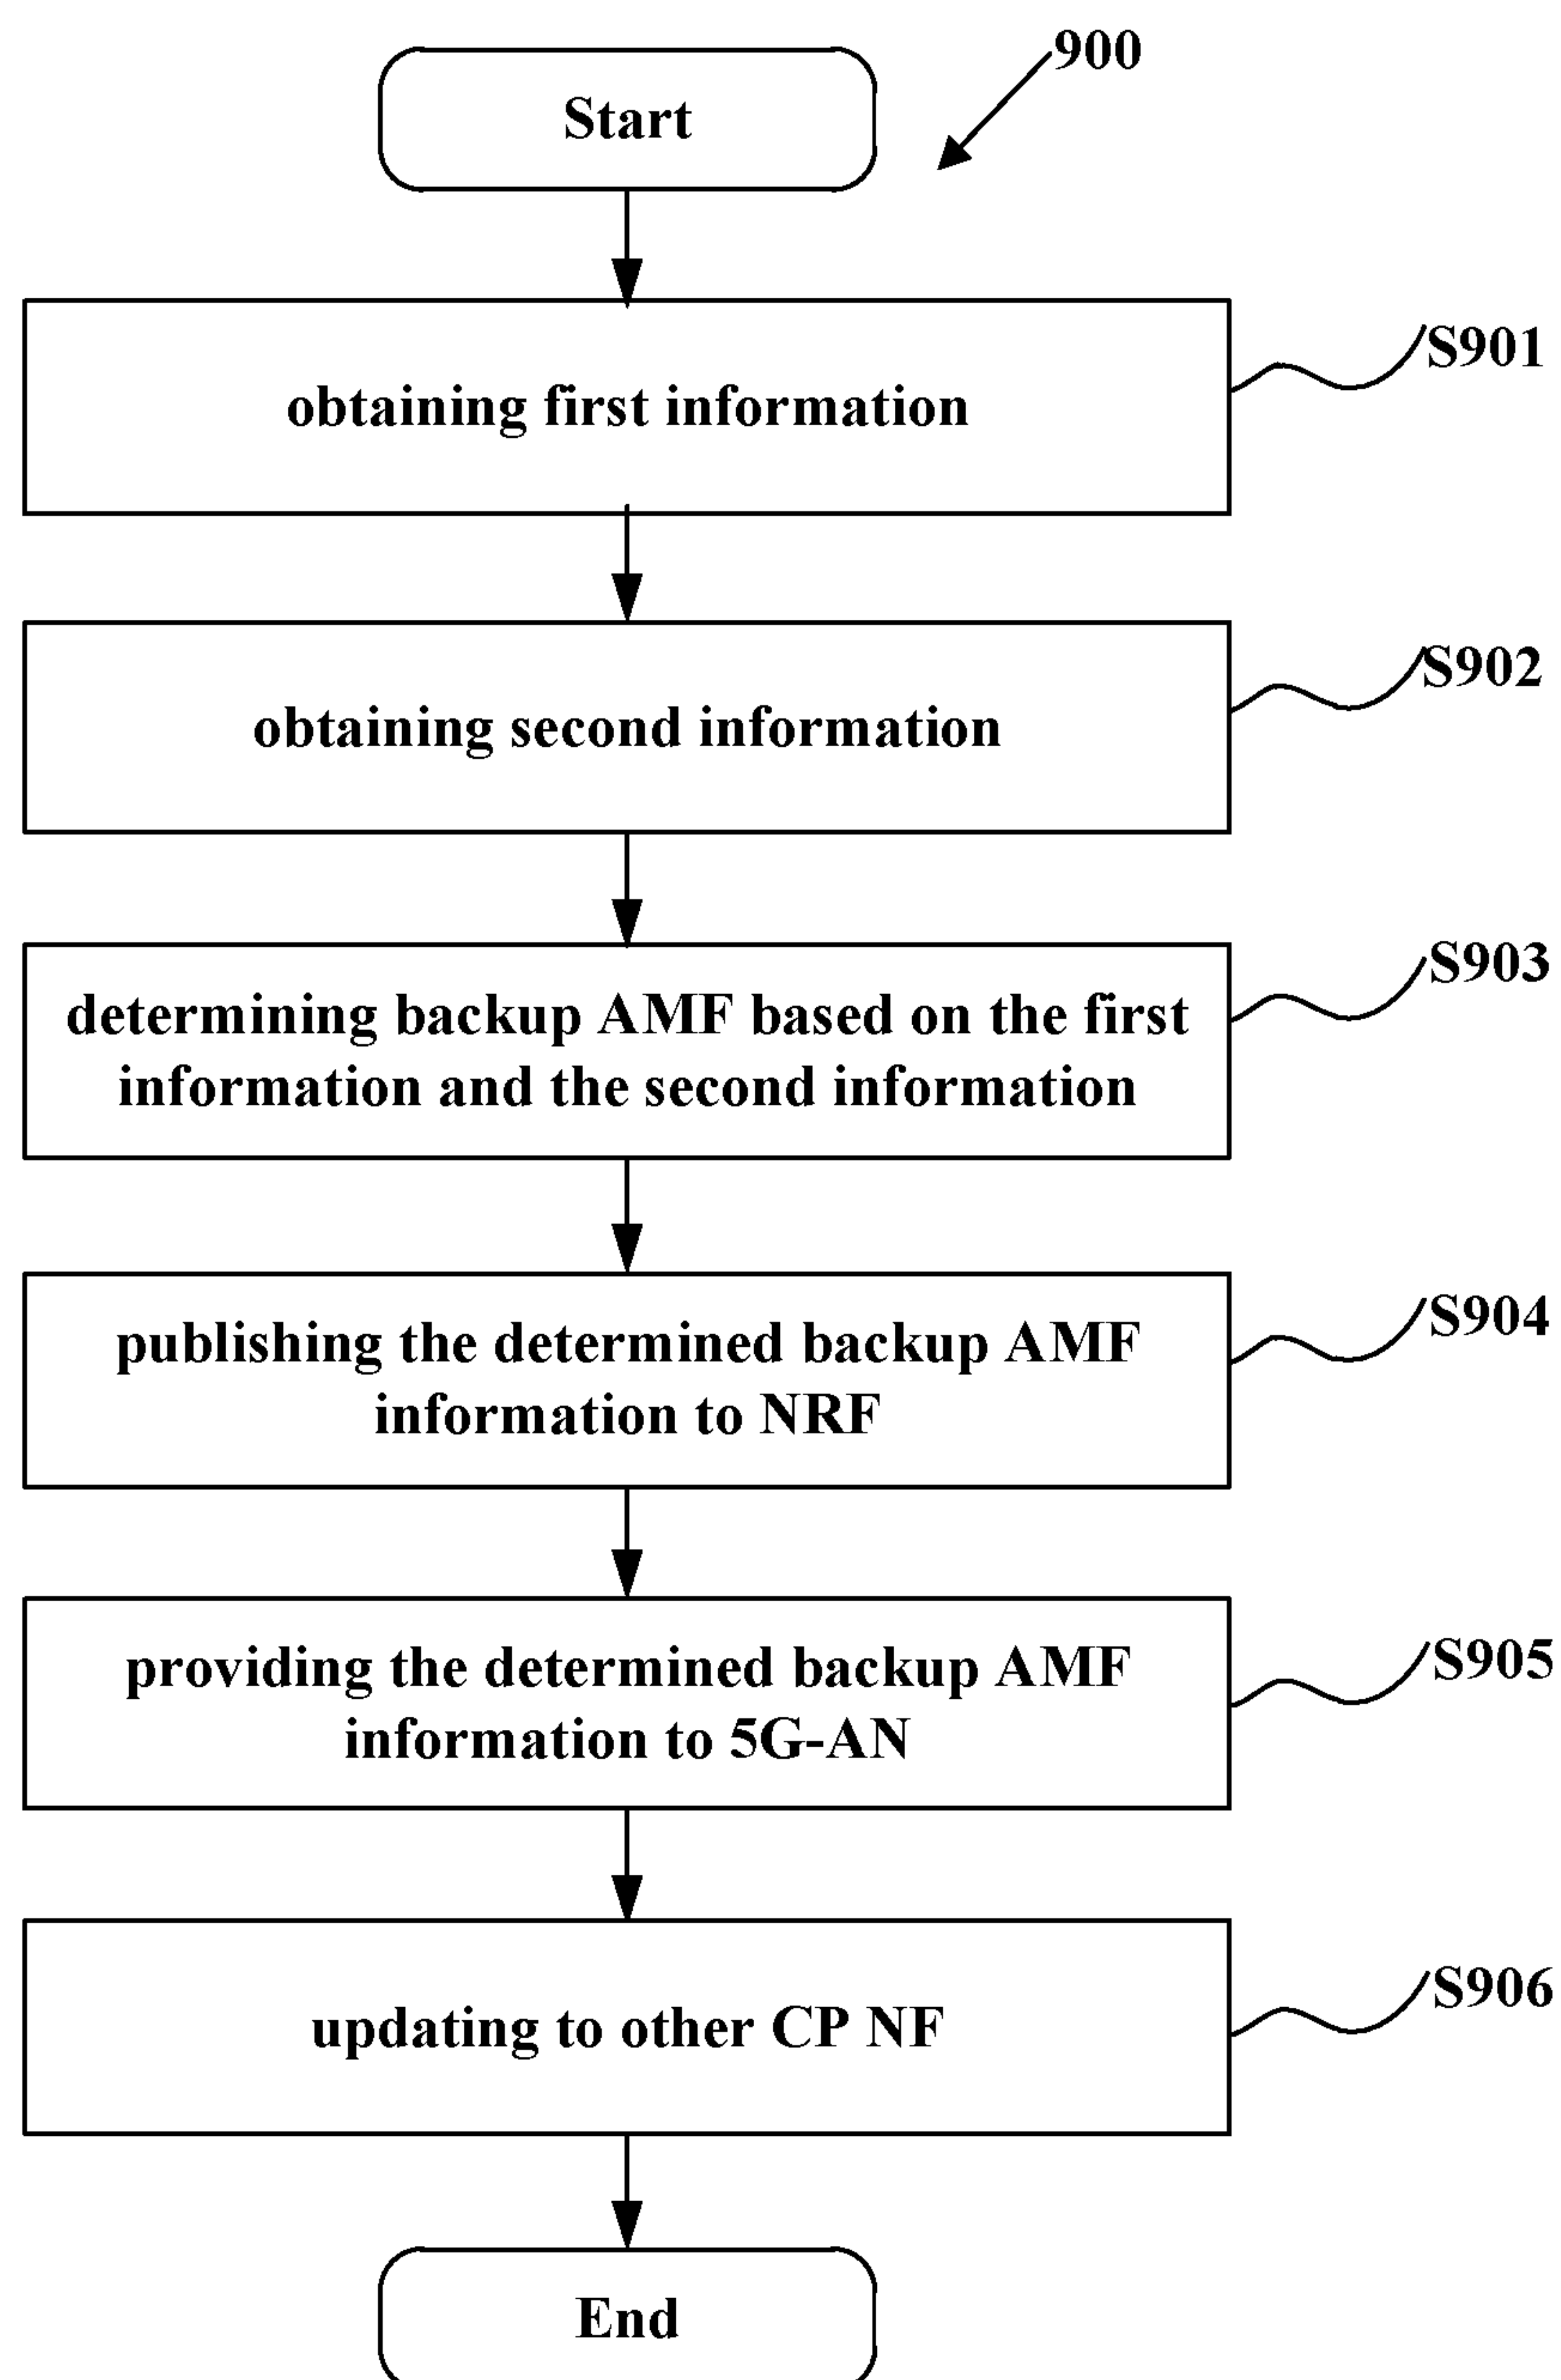 900
Start
obtaining first information
S901
obtaining second information
S902
determining backup AMF based on the first
information and the second information
S903
publishing the determined backup AMF
information to NRF
S904
providing the determined backup AMF
information to 5G-AN
S905
updating to other CP NF
S906
End